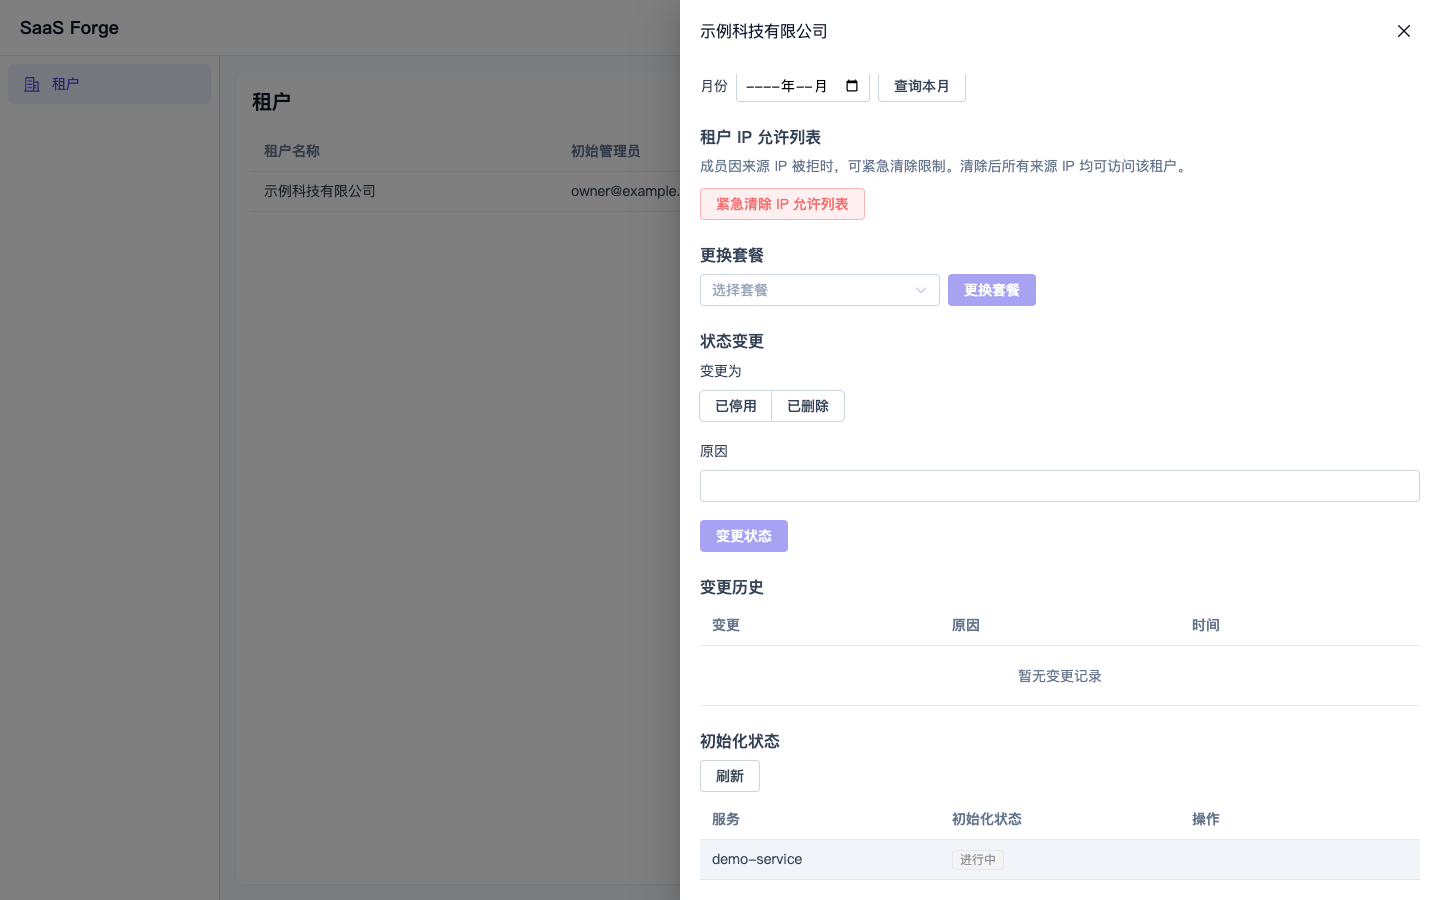 SaaS Forge
租户
租户
租户名称
初始管理员
示例科技有限公司
owner@example.
示例科技有限公司
月份
----年--月
查询本月
租户 IP 允许列表
成员因来源 IP 被拒时，可紧急清除限制。清除后所有来源 IP 均可访问该租户。
紧急清除 IP 允许列表
更换套餐
选择套餐
更换套餐
状态变更
变更为
已停用
已删除
原因
变更状态
变更历史
变更
原因
时间
暂无变更记录
初始化状态
刷新
服务
初始化状态
操作
demo-service
进行中